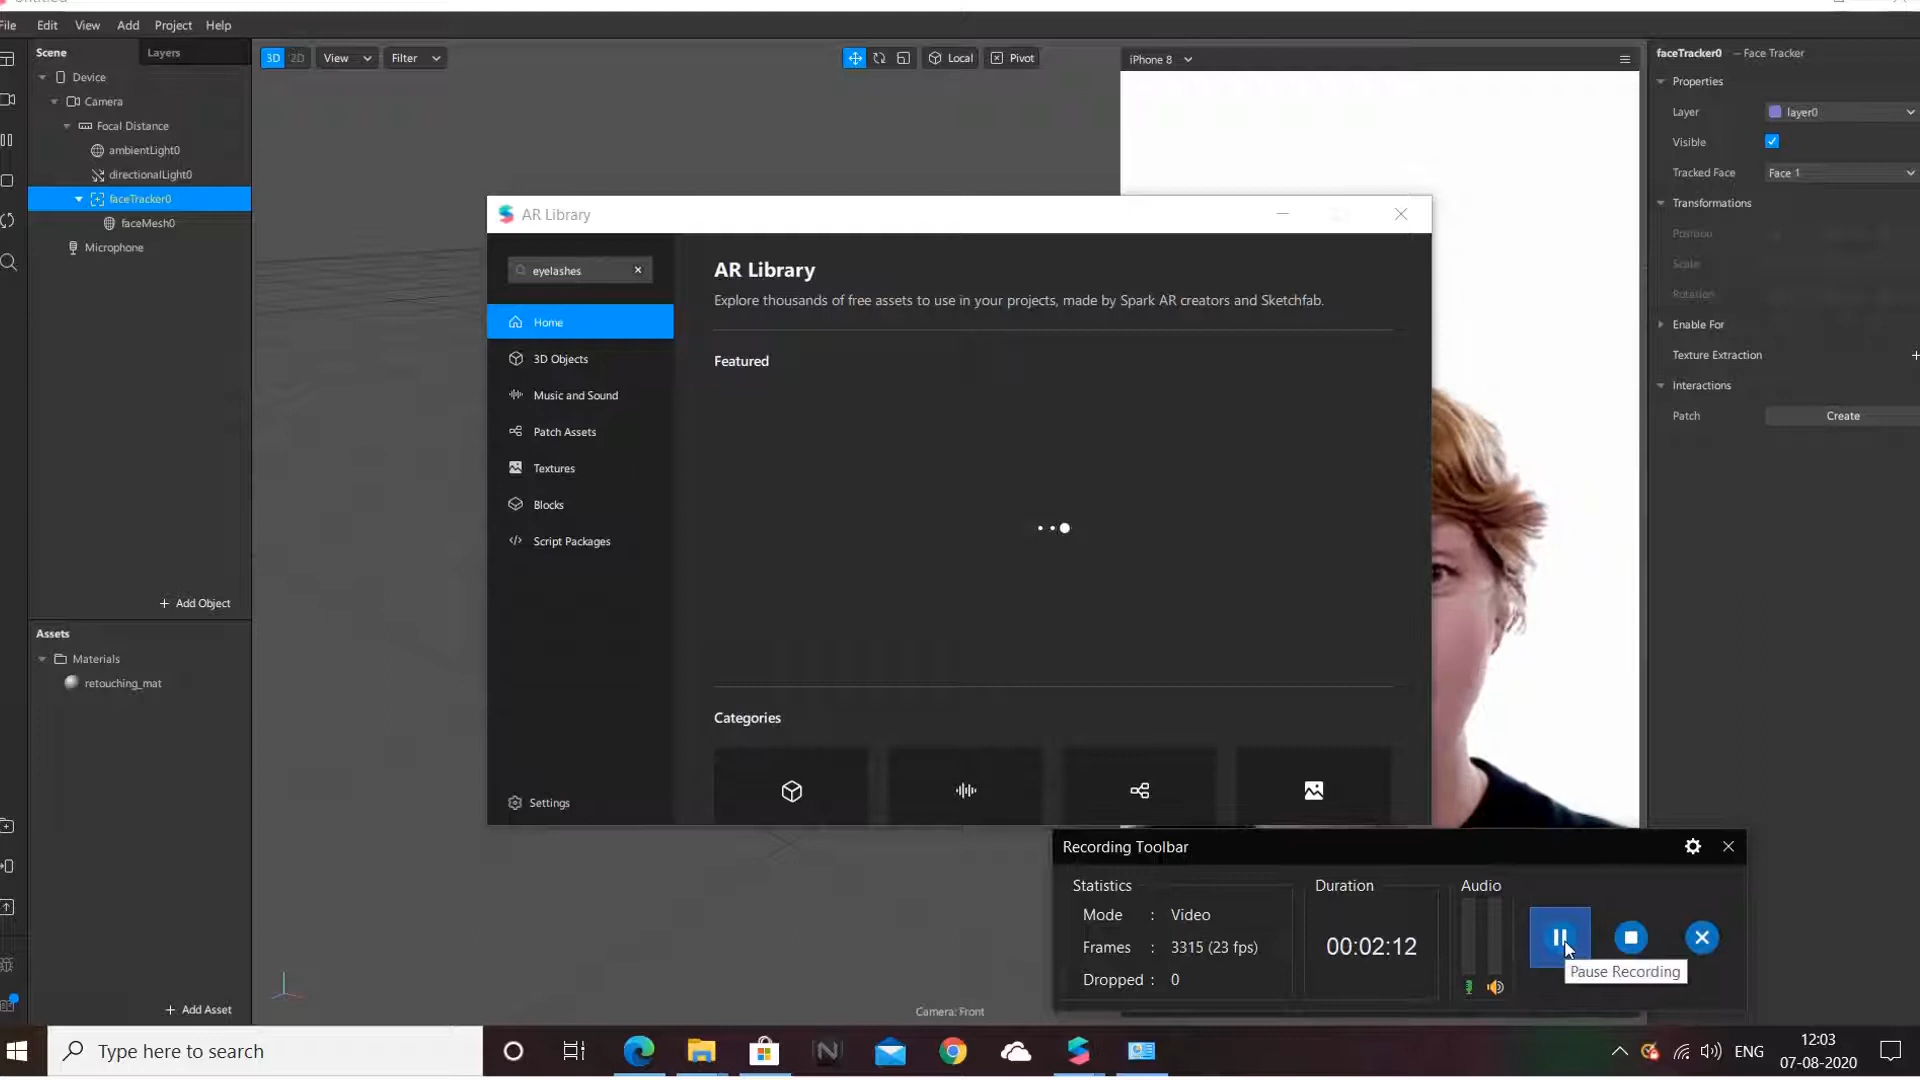 File Edit View Add Project Help
Scene Layers
3D 2D View Filter
Local Pivot
iPhone 8
faceTracker0 — Face Tracker
Device
Camera
Focal Distance
ambientLight0
directionalLight0
faceTracker0
faceMesh0
Microphone
+ Add Object
Assets
Materials
retouching_mat
+ Add Asset
AR Library
eyelashes
Home
3D Objects
Music and Sound
Patch Assets
Textures
Blocks
Script Packages
Settings
AR Library
Explore thousands of free assets to use in your projects, made by Spark AR creators and Sketchfab.
Featured
Categories
Camera: Front
Properties
Layer layer0
Visible
Tracked Face Face 1
Transformations
Position
Scale
Rotation
Enable For
Texture Extraction +
Interactions
Patch Create
Recording Toolbar
Statistics
Mode : Video
Frames : 3315 (23 fps)
Dropped : 0
Duration
00:02:12
Audio
Pause Recording
Type here to search
ENG
12:03
07-08-2020